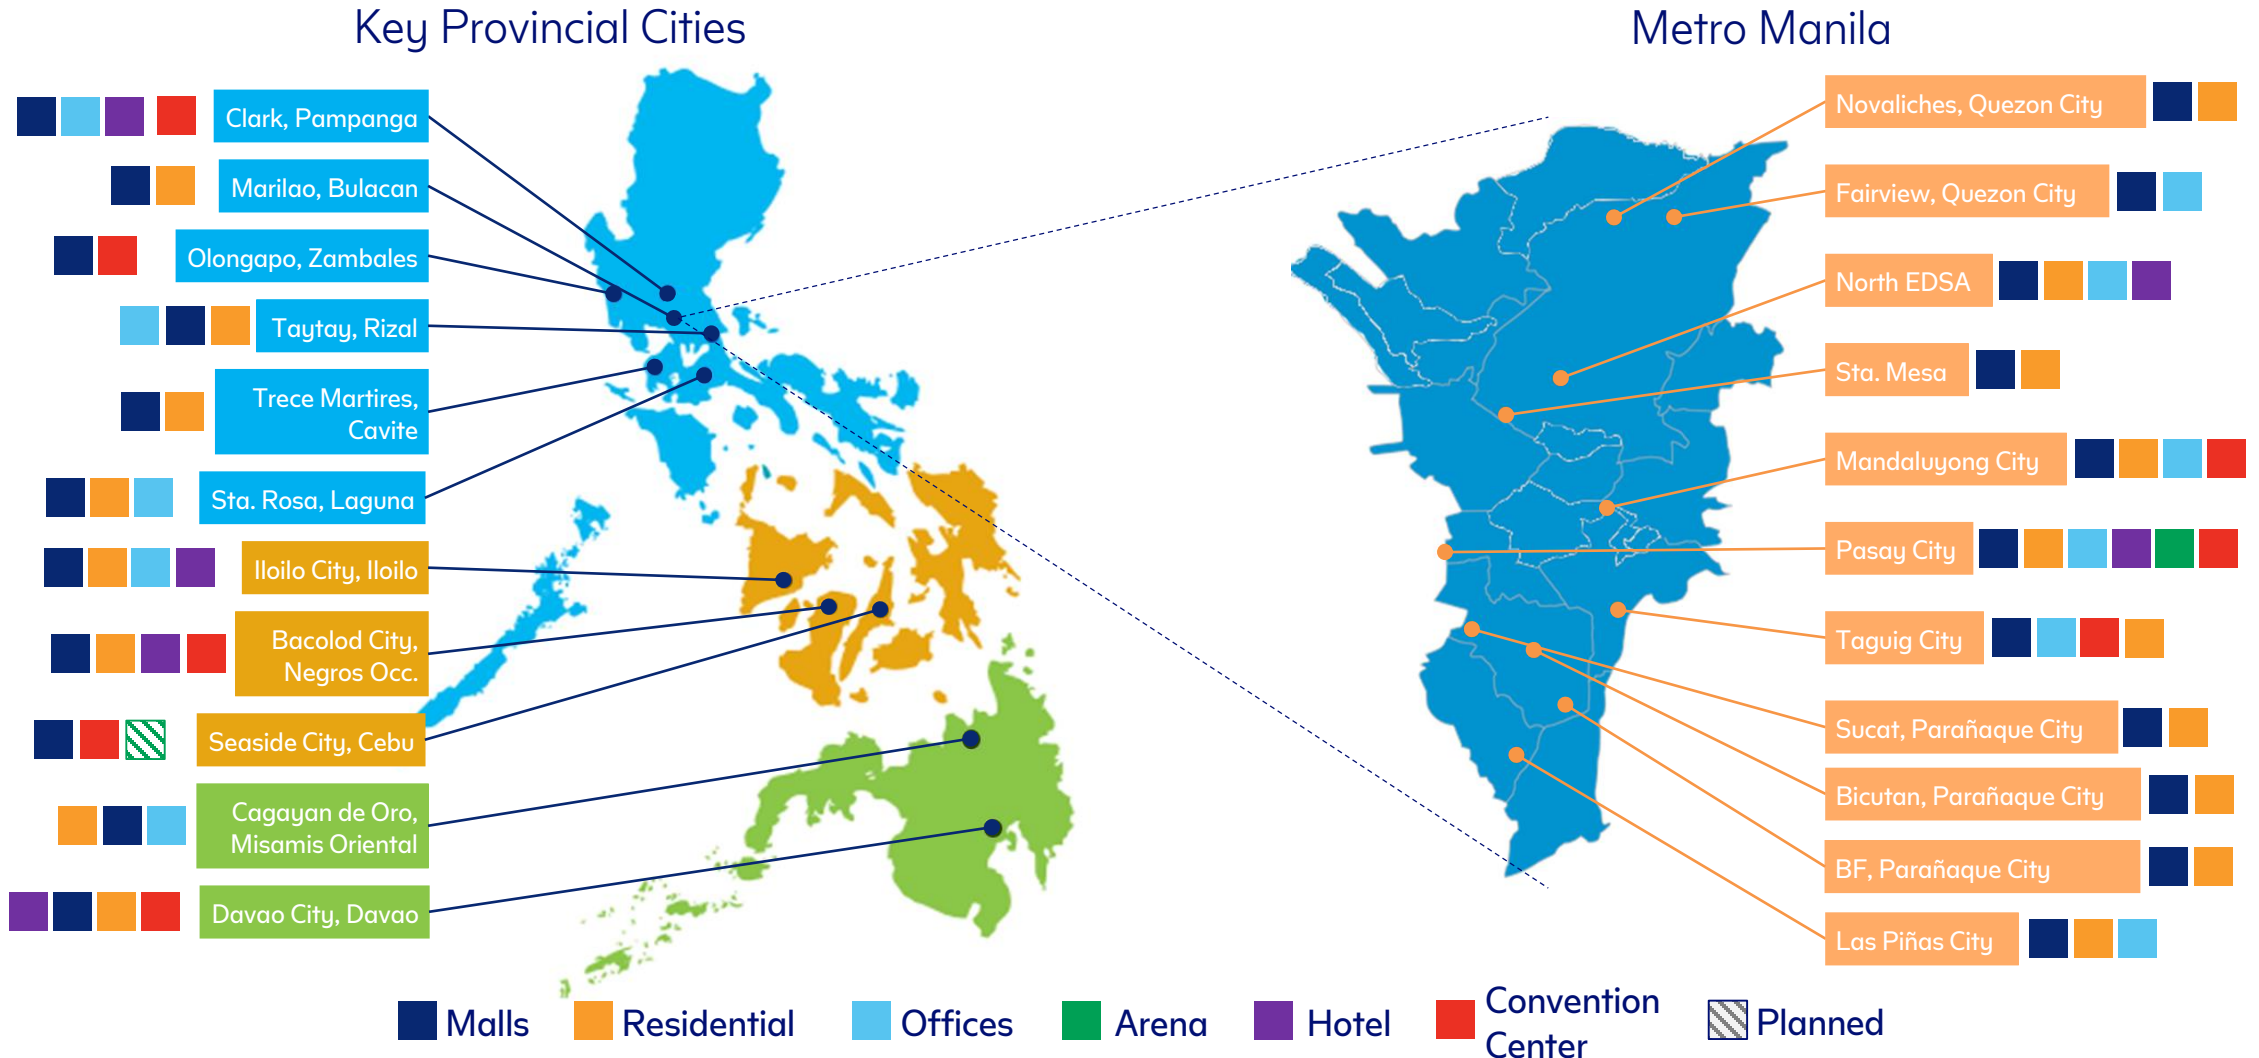 Key Provincial Cities
Metro Manila
Clark, Pampanga
Marilao, Bulacan
Olongapo, Zambales
Taytay, Rizal
Trece Martires,
Cavite
Sta. Rosa, Laguna
Iloilo City, Iloilo
Bacolod City,
Negros Occ.
Seaside City, Cebu
Cagayan de Oro,
Misamis Oriental
Davao City, Davao
Novaliches, Quezon City
Fairview, Quezon City
North EDSA
Sta. Mesa
Mandaluyong City
Pasay City
Taguig City
Sucat, Parañaque City
Bicutan, Parañaque City
BF, Parañaque City
Las Piñas City
Malls
Residential
Offices
Arena
Hotel
Convention
Center
Planned